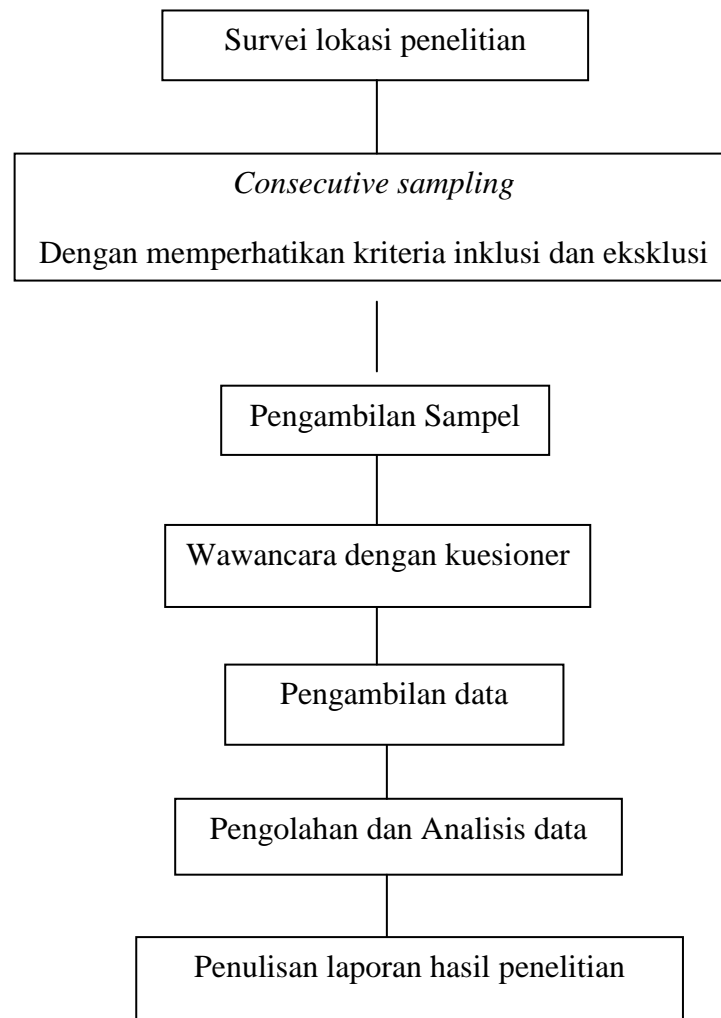 Survei lokasi penelitian
Consecutive sampling
Dengan memperhatikan kriteria inklusi dan eksklusi
Pengambilan Sampel
Wawancara dengan kuesioner
Pengambilan data
Pengolahan dan Analisis data
Penulisan laporan hasil penelitian